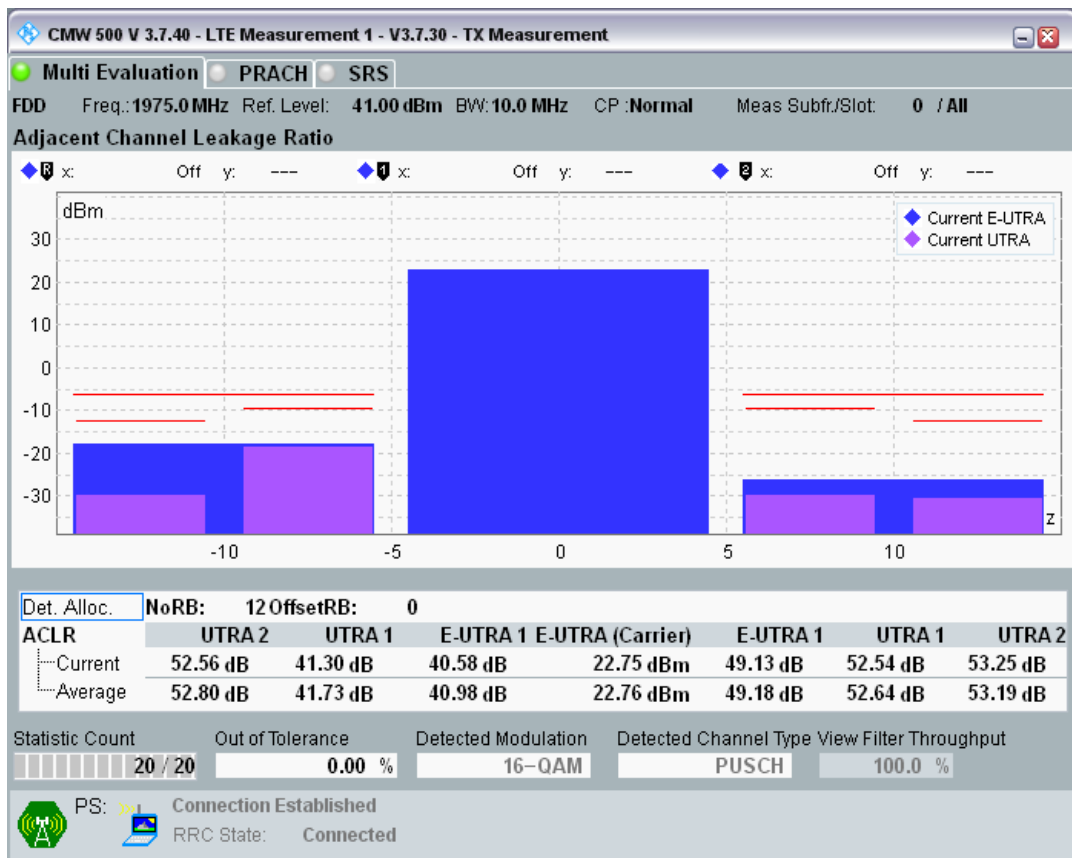 CMW 500 V 3.7.40 - LTE Measurement 1 - V3.7.30 - TX Measurement
Multi Evaluation PRACH SRS
FDD Freq.: 1975.0 MHz Ref. Level: 41.00 dBm BW: 10.0 MHz CP :Normal Meas Subfr./Slot: 0 / All
Adjacent Channel Leakage Ratio
R x: Off y: --- 1 x: Off y: --- 2 x: Off y: ---
dBm
Current E-UTRA
Current UTRA
30
20
10
0
-10
-20
-30
z
-10 -5 0 5 10
Det. Alloc. NoRB: 12 OffsetRB: 0
ACLR UTRA 2 UTRA 1 E-UTRA 1 E-UTRA (Carrier) E-UTRA 1 UTRA 1 UTRA 2
Current 52.56 dB 41.30 dB 40.58 dB 22.75 dBm 49.13 dB 52.54 dB 53.25 dB
Average 52.80 dB 41.73 dB 40.98 dB 22.76 dBm 49.18 dB 52.64 dB 53.19 dB
Statistic Count Out of Tolerance Detected Modulation Detected Channel Type View Filter Throughput
20 / 20 0.00 % 16-QAM PUSCH 100.0 %
PS: Connection Established
RRC State: Connected